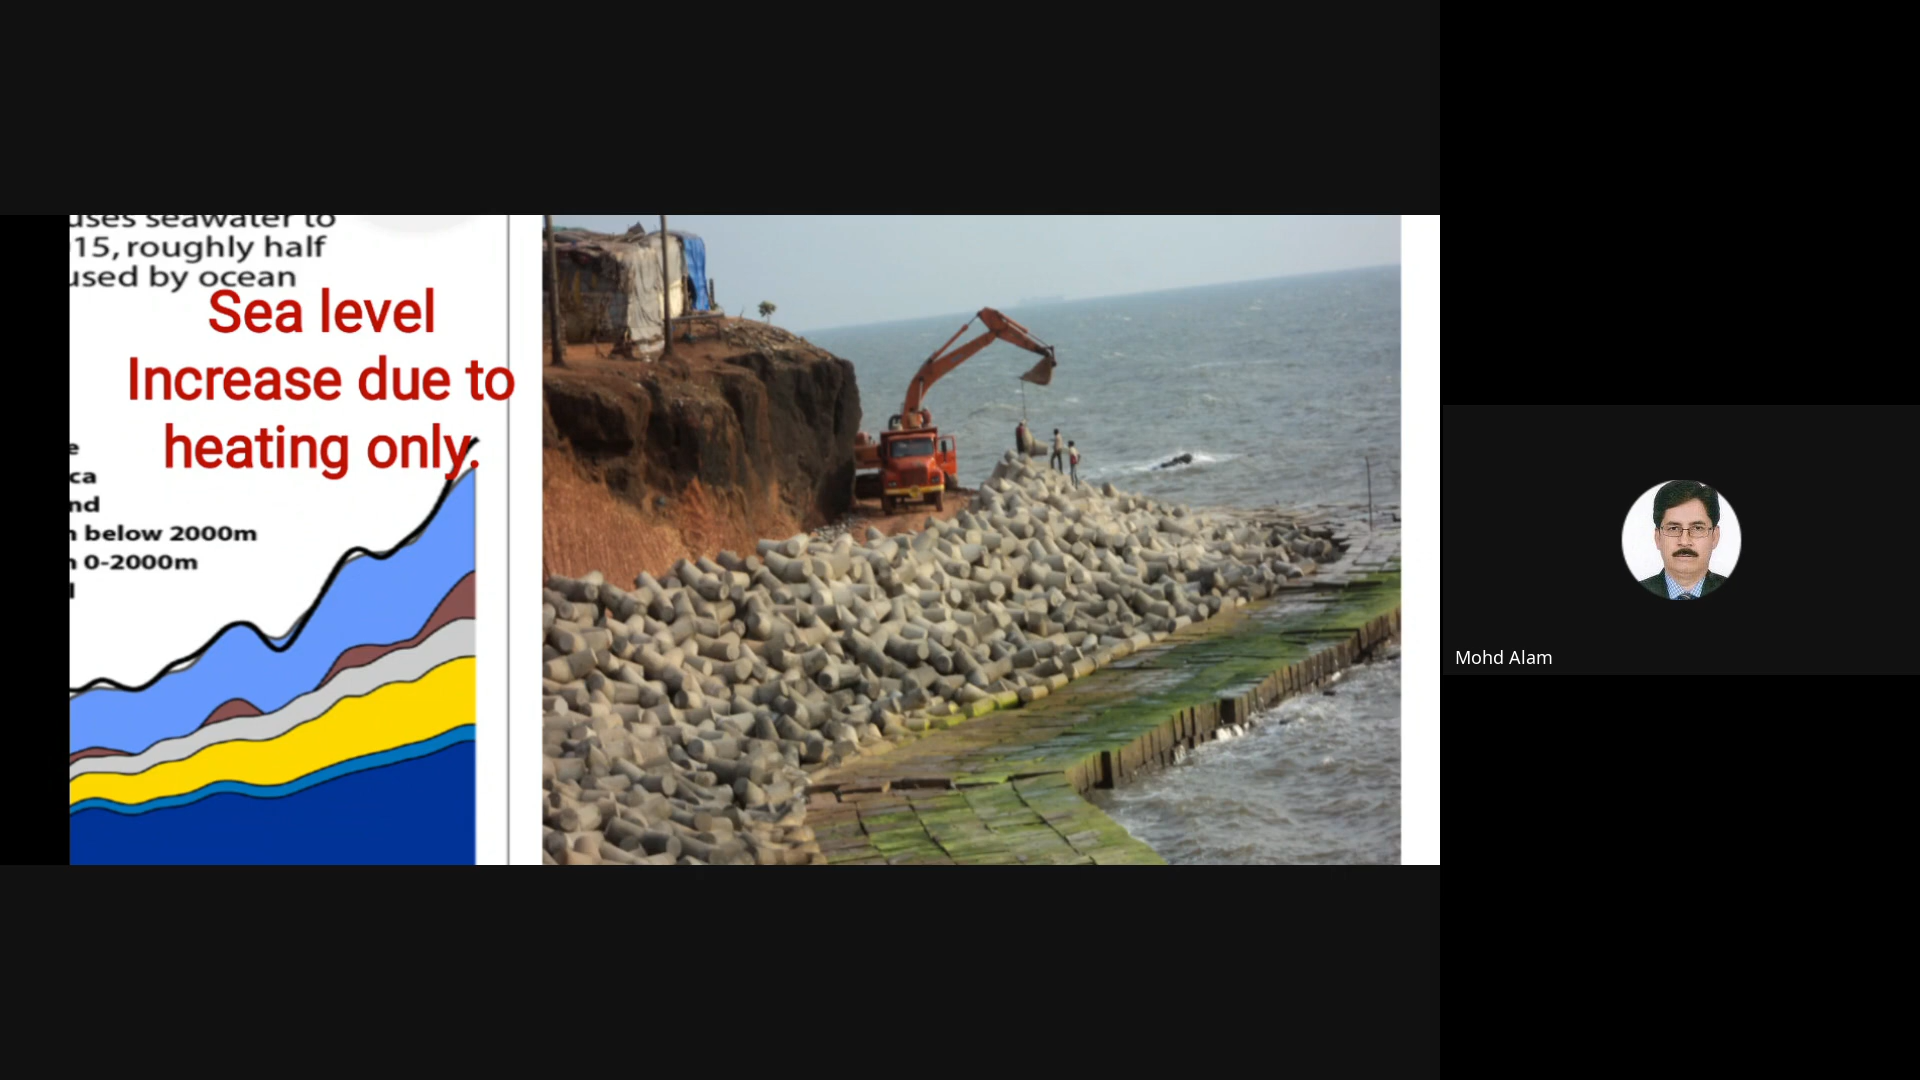 uses seawater to
15, roughly half
used by ocean
Sea level
Increase due to
heating only.
ca
nd
below 2000m
0-2000m
Mohd Alam